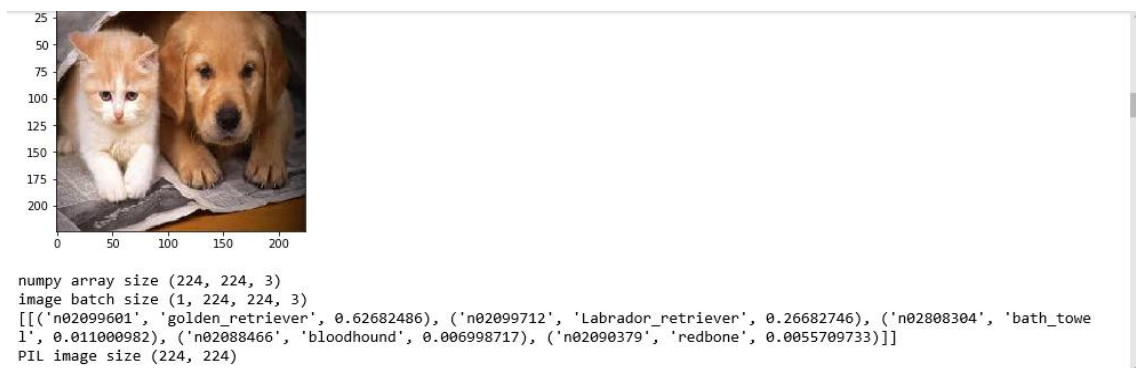 25
50
75
100
125
150
175
200
0 50 100 150 200
numpy array size (224, 224, 3)
image batch size (1, 224, 224, 3)
[[('n02099601', 'golden_retriever', 0.62682486), ('n02099712', 'Labrador_retriever', 0.26682746), ('n02808304', 'bath_towe
l', 0.011000982), ('n02088466', 'bloodhound', 0.006998717), ('n02090379', 'redbone', 0.0055709733)]]
PIL image size (224, 224)